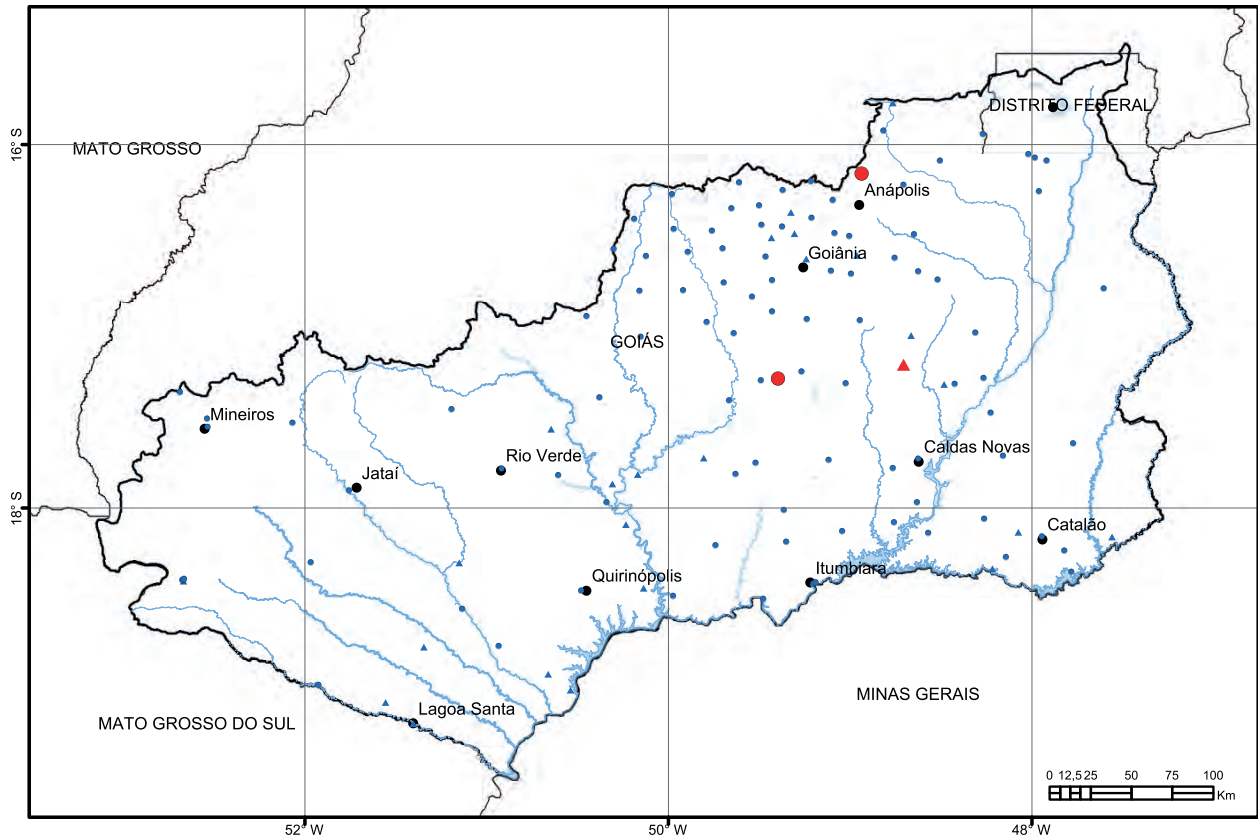 DISTRITO FEDERAL
16° S
MATO GROSSO
Anápolis
Goiânia
GOIÁS
Mineiros
Caldas Novas
Rio Verde
Jataí
18° S
Catalão
Itumbiara
Quirinópolis
MINAS GERAIS
Lagoa Santa
MATO GROSSO DO SUL
0 12,5 25 50 75 100
Km
52° W 50° W 48° W